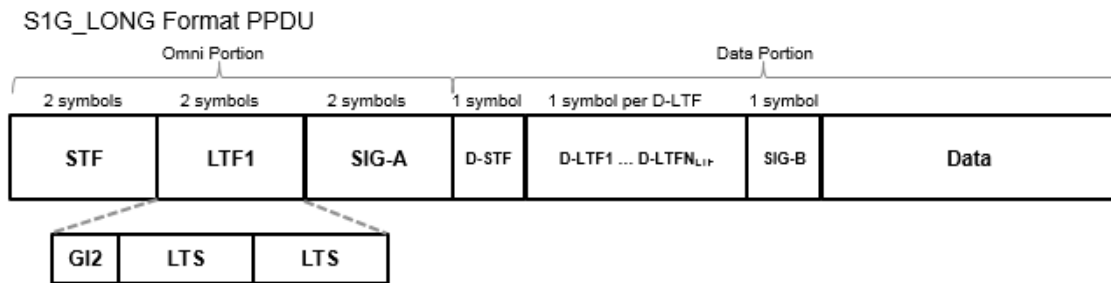 S1G_LONG Format PPDU
Omni Portion Data Portion
2 symbols 2 symbols 2 symbols 1 symbol 1 symbol per D-LTF 1 symbol
STF LTF1 SIG-A D-STF D-LTF1 ... D-LTFN_LTF SIG-B Data
GI2 LTS LTS